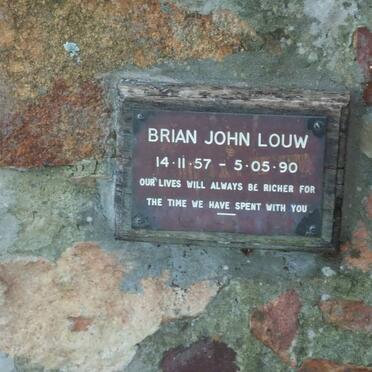 BRIAN JOHN LOUW
14·11·57 - 5·05·90
OUR LIVES WILL ALWAYS BE RICHER FOR
THE TIME WE HAVE SPENT WITH YOU